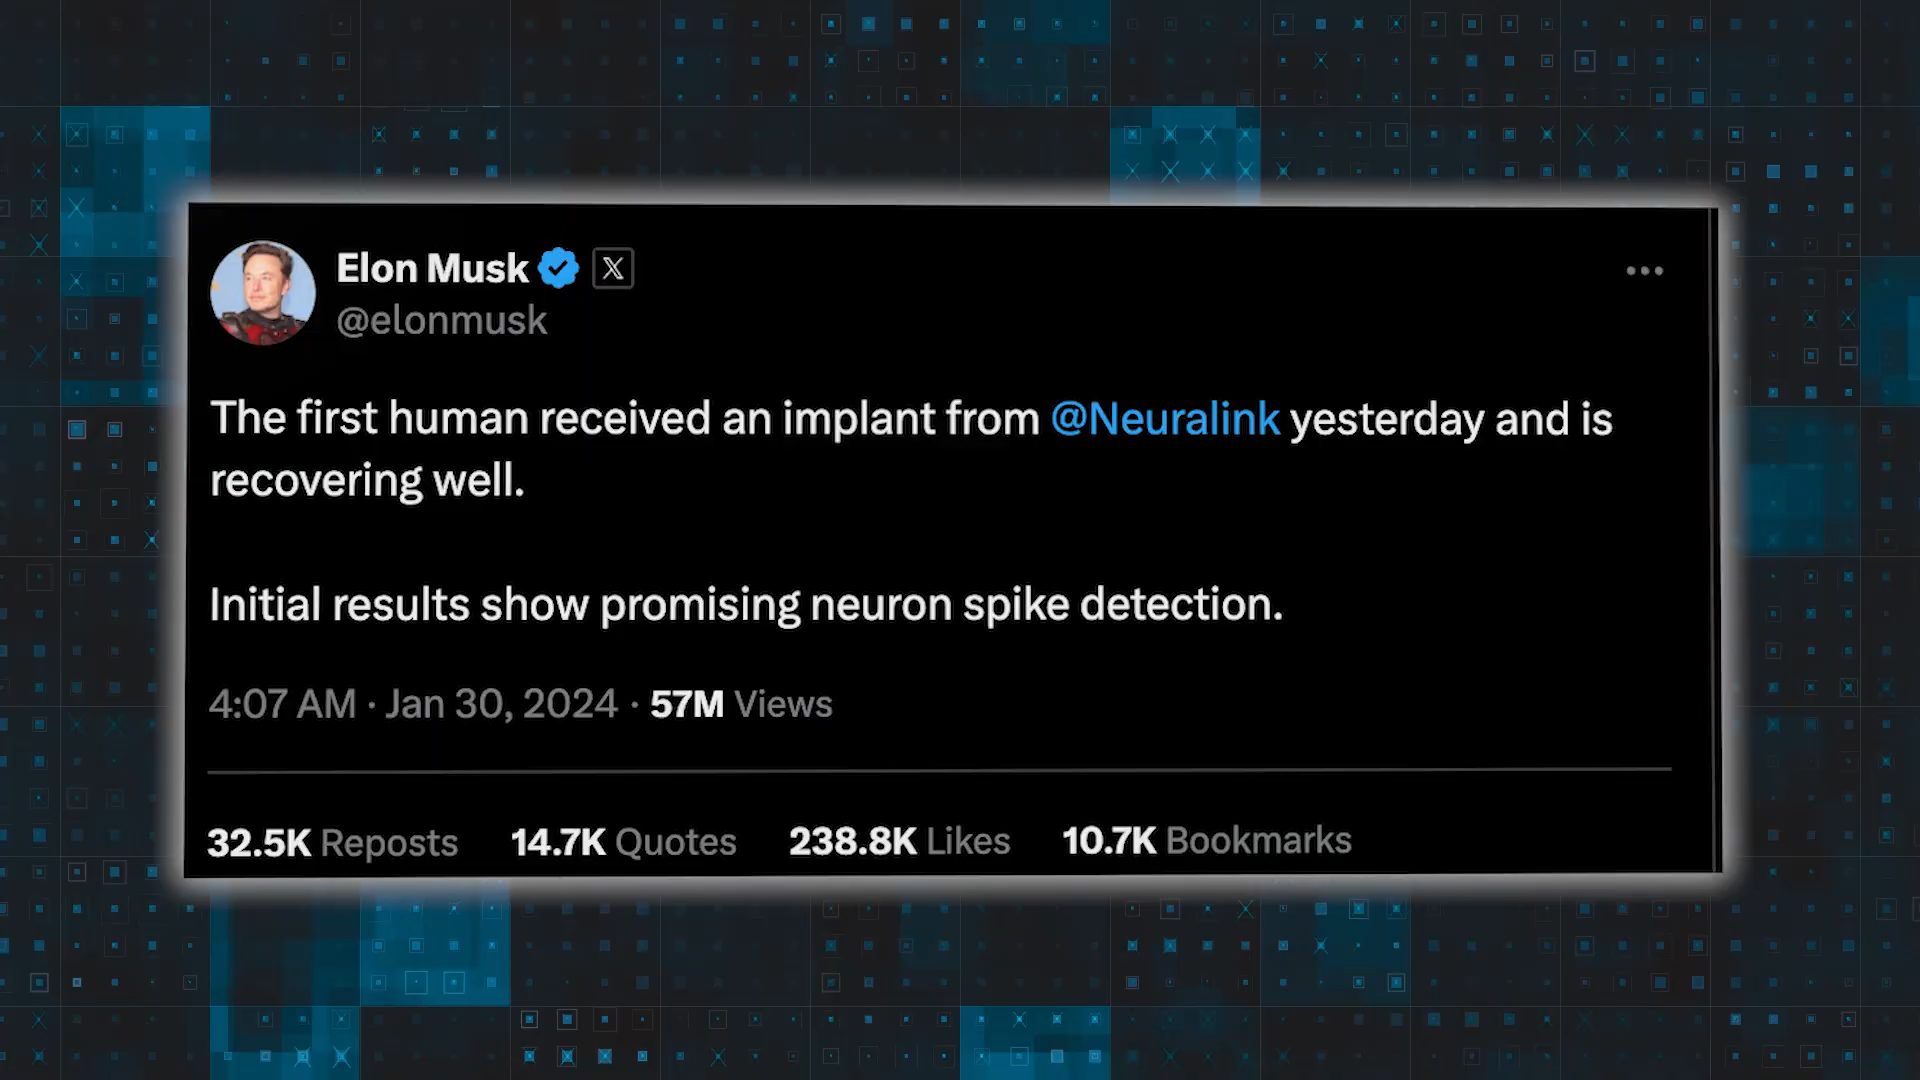 Elon Musk X
@elonmusk
The first human received an implant from @Neuralink yesterday and is
recovering well.
Initial results show promising neuron spike detection.
4:07 AM · Jan 30, 2024 · 57M Views
32.5K Reposts 14.7K Quotes 238.8K Likes 10.7K Bookmarks